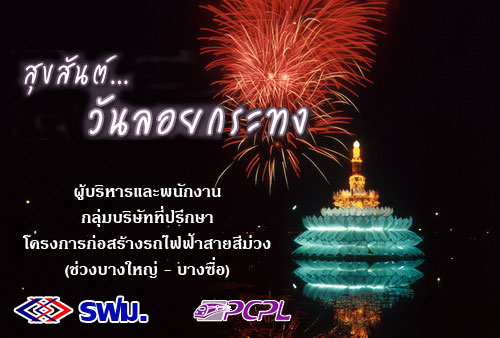 สุขสันต์...
วันลอยกระทง
ผู้บริหารและพนักงาน
กลุ่มบริษัทที่ปรึกษา
โครงการก่อสร้างรถไฟฟ้าสายสีม่วง
(ช่วงบางใหญ่ - บางซื่อ)
รฟม. PCPL